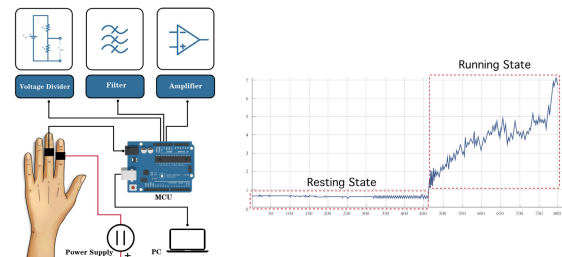 Voltage Divider
Filter
Amplifier
MCU
Power Supply
+
PC
Running State
Resting State
7
6
5
4
3
2
1
0
50 100 150 200 250 300 350 400 450 500 550 600 650 700 750 800